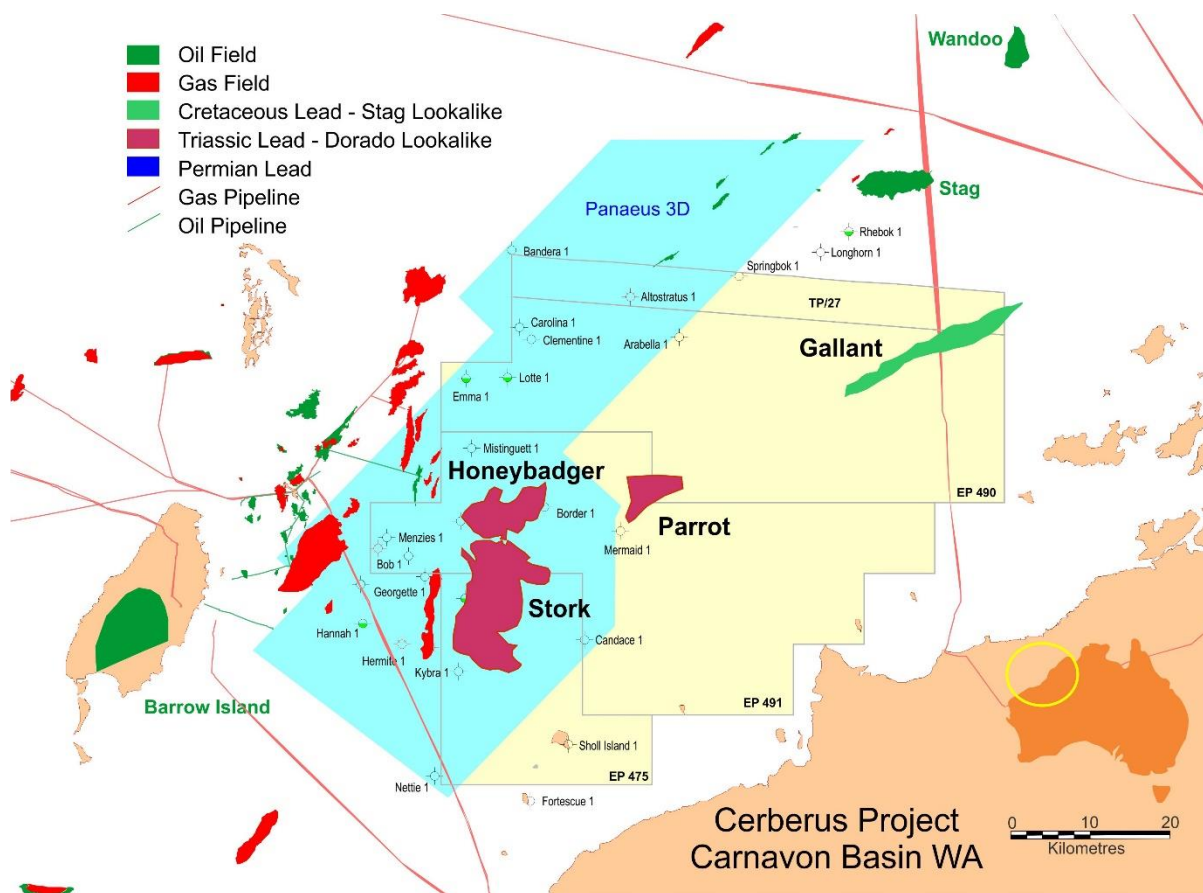 Oil Field
Gas Field
Cretaceous Lead - Stag Lookalike
Triassic Lead - Dorado Lookalike
Permian Lead
Gas Pipeline
Oil Pipeline
Wandoo
Stag
Panaeus 3D
Rhebok 1
Longhorn 1
Bandera 1
Springbok 1
Altostratus 1
TP/27
Carolina 1
Clementine 1
Arabella 1
Gallant
Lotte 1
Emma 1
Mistinguett 1
Honeybadger
EP 490
Border 1
Parrot
Menzies 1
Mermaid 1
Bob 1
Georgette 1
Stork
Hannah 1
Candace 1
Hermite 1
Kybra 1
Barrow Island
EP 491
Sholl Island 1
EP 475
Nettie 1
Fortescue 1
Cerberus Project
Carnavon Basin WA
0 10 20
Kilometres